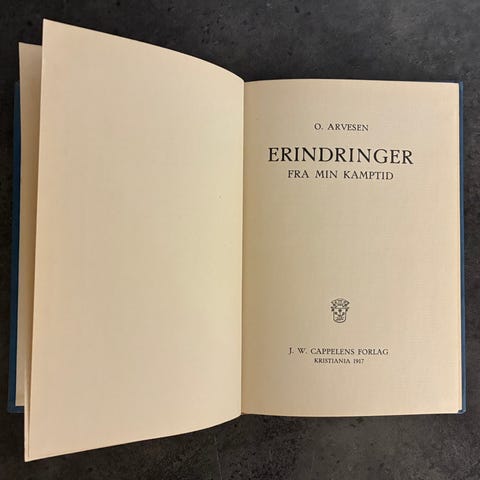 O. ARVESEN
ERINDRINGER
FRA MIN KAMPTID
J. W. CAPPELENS FORLAG
KRISTIANIA 1917